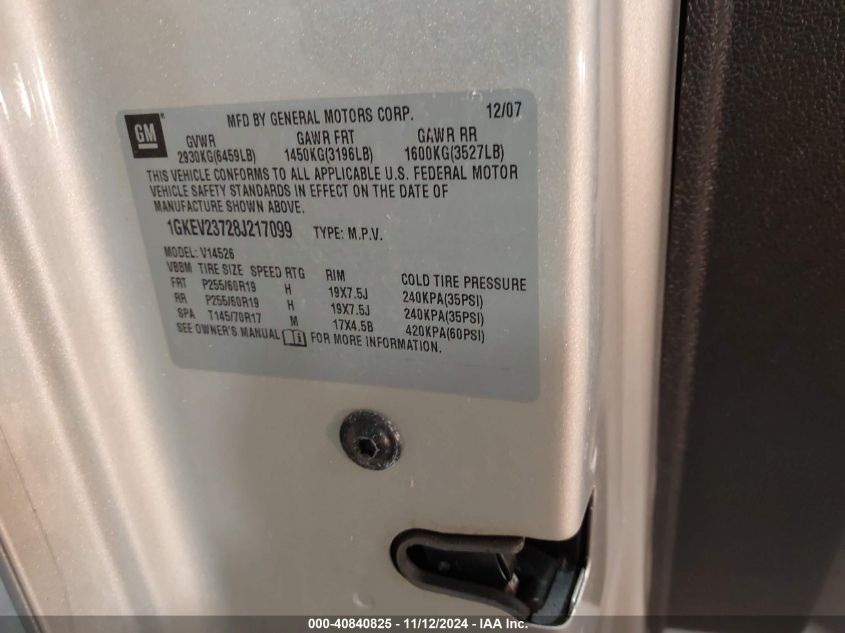 GM
MFD BY GENERAL MOTORS CORP. 12/07
GVWR GAWR FRT GAWR RR
2930KG(6459LB) 1450KG(3196LB) 1600KG(3527LB)
THIS VEHICLE CONFORMS TO ALL APPLICABLE U.S. FEDERAL MOTOR
VEHICLE SAFETY STANDARDS IN EFFECT ON THE DATE OF
MANUFACTURE SHOWN ABOVE.
1GKEV23728J217099 TYPE: M.P.V.
MODEL: V14526
VBBM TIRE SIZE SPEED RTG RIM COLD TIRE PRESSURE
FRT P255/60R19 H 19X7.5J 240KPA(35PSI)
RR P255/60R19 H 19X7.5J 240KPA(35PSI)
SPA T145/70R17 M 17X4.5B 420KPA(60PSI)
SEE OWNER'S MANUAL FOR MORE INFORMATION.
000-40840825 - 11/12/2024 - IAA Inc.